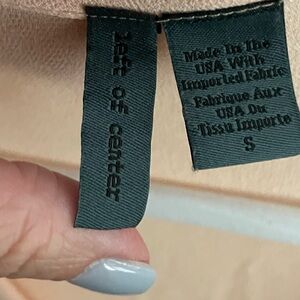 left of center
Made In The
USA With
Imported Fabric
Fabrique Aux
USA Du
Tissu Importe
S